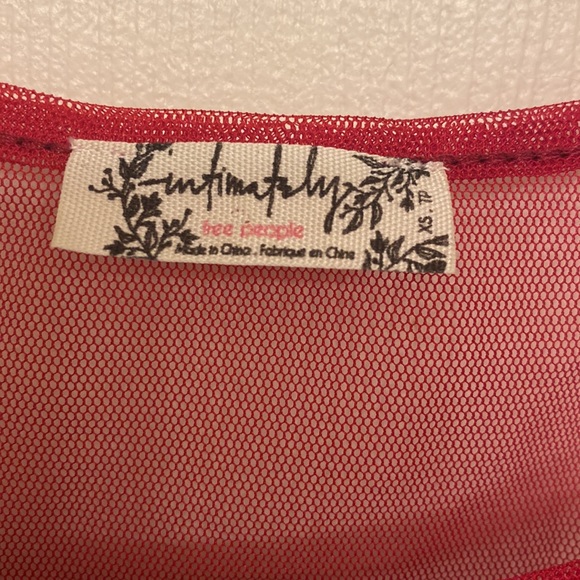 intimately
free people
Made in China . Fabriqué en Chine
XS TP